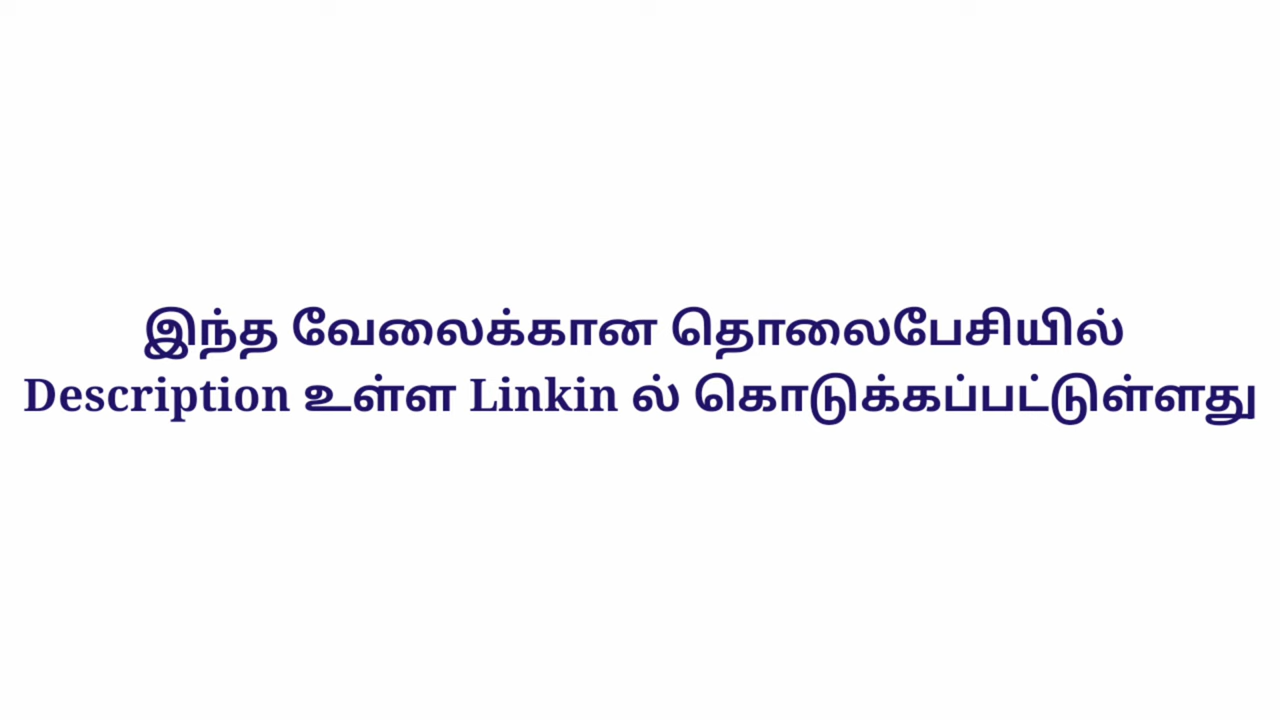 இந்த வேலைக்கான தொலைபேசியில்
Description உள்ள Linkin ல் கொடுக்கப்பட்டுள்ளது